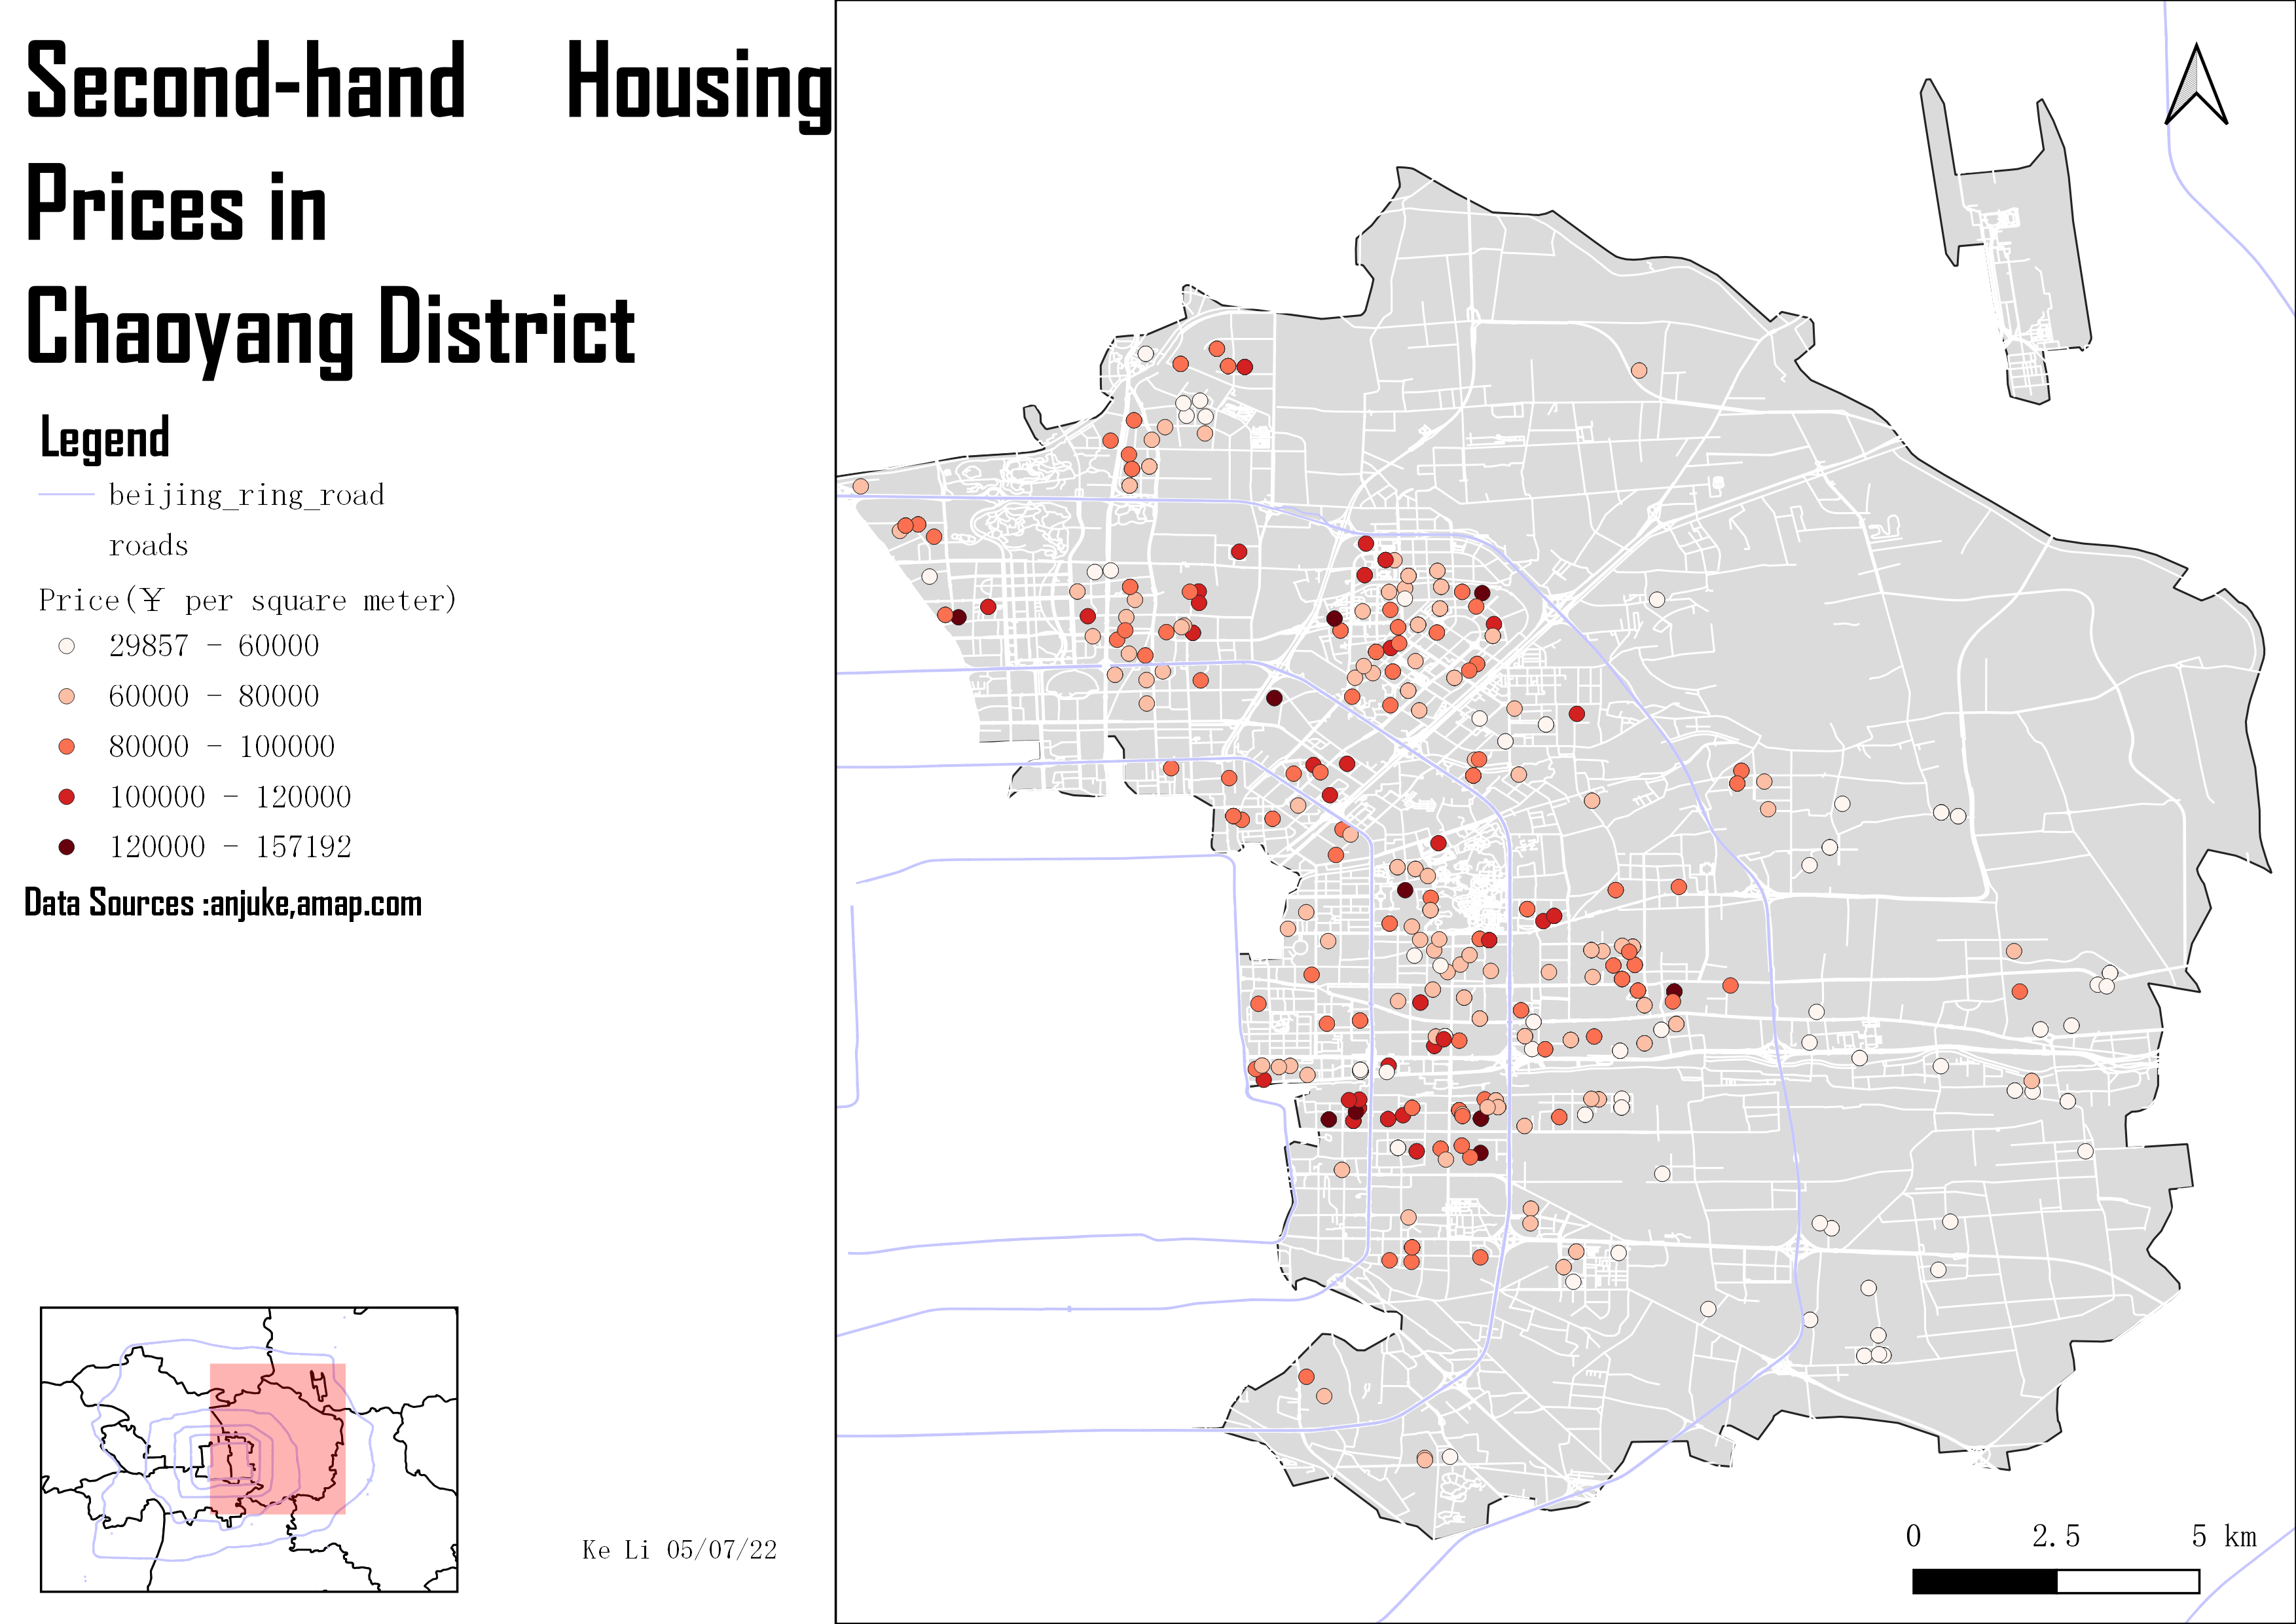 Second-hand Housing
Prices in
Chaoyang District
Legend
beijing_ring_road
roads
Price(¥ per square meter)
29857 - 60000
60000 - 80000
80000 - 100000
100000 - 120000
120000 - 157192
Data Sources :anjuke,amap.com
Ke Li 05/07/22
0 2.5 5 km